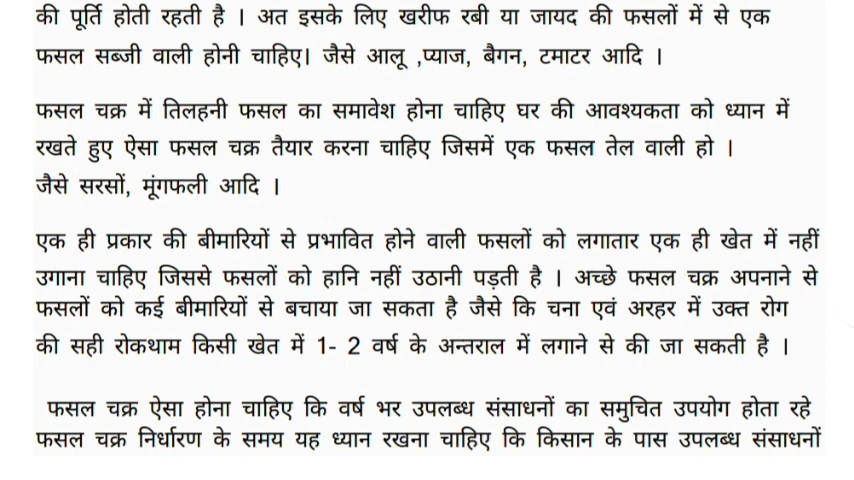 की पूर्ति होती रहती है । अत इसके लिए खरीफ रबी या जायद की फसलों में से एक
फसल सब्जी वाली होनी चाहिए। जैसे आलू ,प्याज, बैगन, टमाटर आदि ।
फसल चक्र में तिलहनी फसल का समावेश होना चाहिए घर की आवश्यकता को ध्यान में
रखते हुए ऐसा फसल चक्र तैयार करना चाहिए जिसमें एक फसल तेल वाली हो ।
जैसे सरसों, मूंगफली आदि ।
एक ही प्रकार की बीमारियों से प्रभावित होने वाली फसलों को लगातार एक ही खेत में नहीं
उगाना चाहिए जिससे फसलों को हानि नहीं उठानी पड़ती है । अच्छे फसल चक्र अपनाने से
फसलों को कई बीमारियों से बचाया जा सकता है जैसे कि चना एवं अरहर में उक्त रोग
की सही रोकथाम किसी खेत में 1- 2 वर्ष के अन्तराल में लगाने से की जा सकती है ।
फसल चक्र ऐसा होना चाहिए कि वर्ष भर उपलब्ध संसाधनों का समुचित उपयोग होता रहे
फसल चक्र निर्धारण के समय यह ध्यान रखना चाहिए कि किसान के पास उपलब्ध संसाधनों